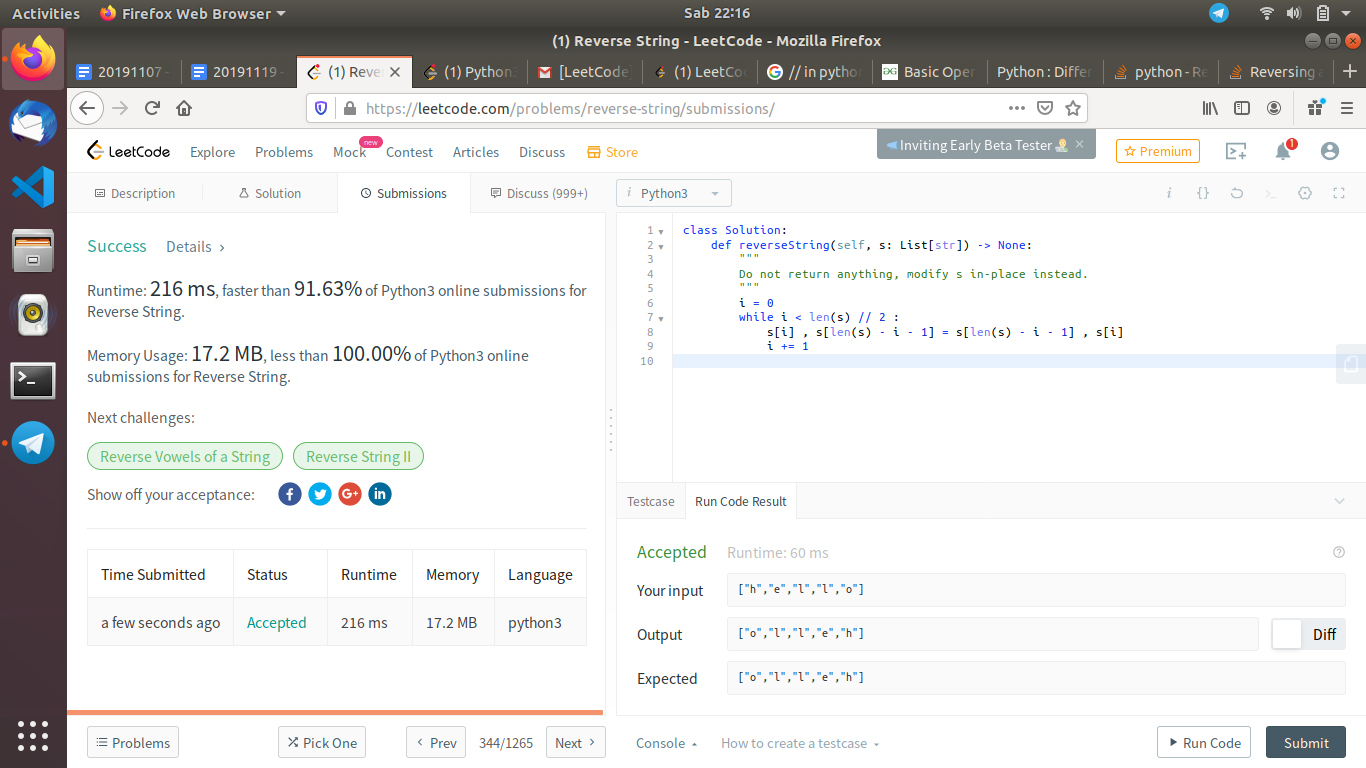 Activities Firefox Web Browser Sab 22:16
(1) Reverse String - LeetCode - Mozilla Firefox
20191107 - 20191119 - (1) Reve (1) Python [LeetCode (1) LeetCo // in pytho Basic Oper Python : Differ python - Re Reversing a
https://leetcode.com/problems/reverse-string/submissions/
LeetCode Explore Problems Mock new Contest Articles Discuss Store Inviting Early Beta Tester Premium 1
Description Solution Submissions Discuss (999+)
Success Details
Runtime: 216 ms, faster than 91.63% of Python3 online submissions for
Reverse String.
Memory Usage: 17.2 MB, less than 100.00% of Python3 online
submissions for Reverse String.
Next challenges:
Reverse Vowels of a String Reverse String II
Show off your acceptance: f G+ in
Time Submitted Status Runtime Memory Language
a few seconds ago Accepted 216 ms 17.2 MB python3
Problems Pick One Prev 344/1265 Next
i Python3 i {}
1 class Solution:
2 def reverseString(self, s: List[str]) -> None:
3 """
4 Do not return anything, modify s in-place instead.
5 """
6 i = 0
7 while i < len(s) // 2 :
8 s[i] , s[len(s) - i - 1] = s[len(s) - i - 1] , s[i]
9 i += 1
10
Testcase Run Code Result
Accepted Runtime: 60 ms
Your input ["h","e","l","l","o"]
Output ["o","l","l","e","h"] Diff
Expected ["o","l","l","e","h"]
Console How to create a testcase Run Code Submit